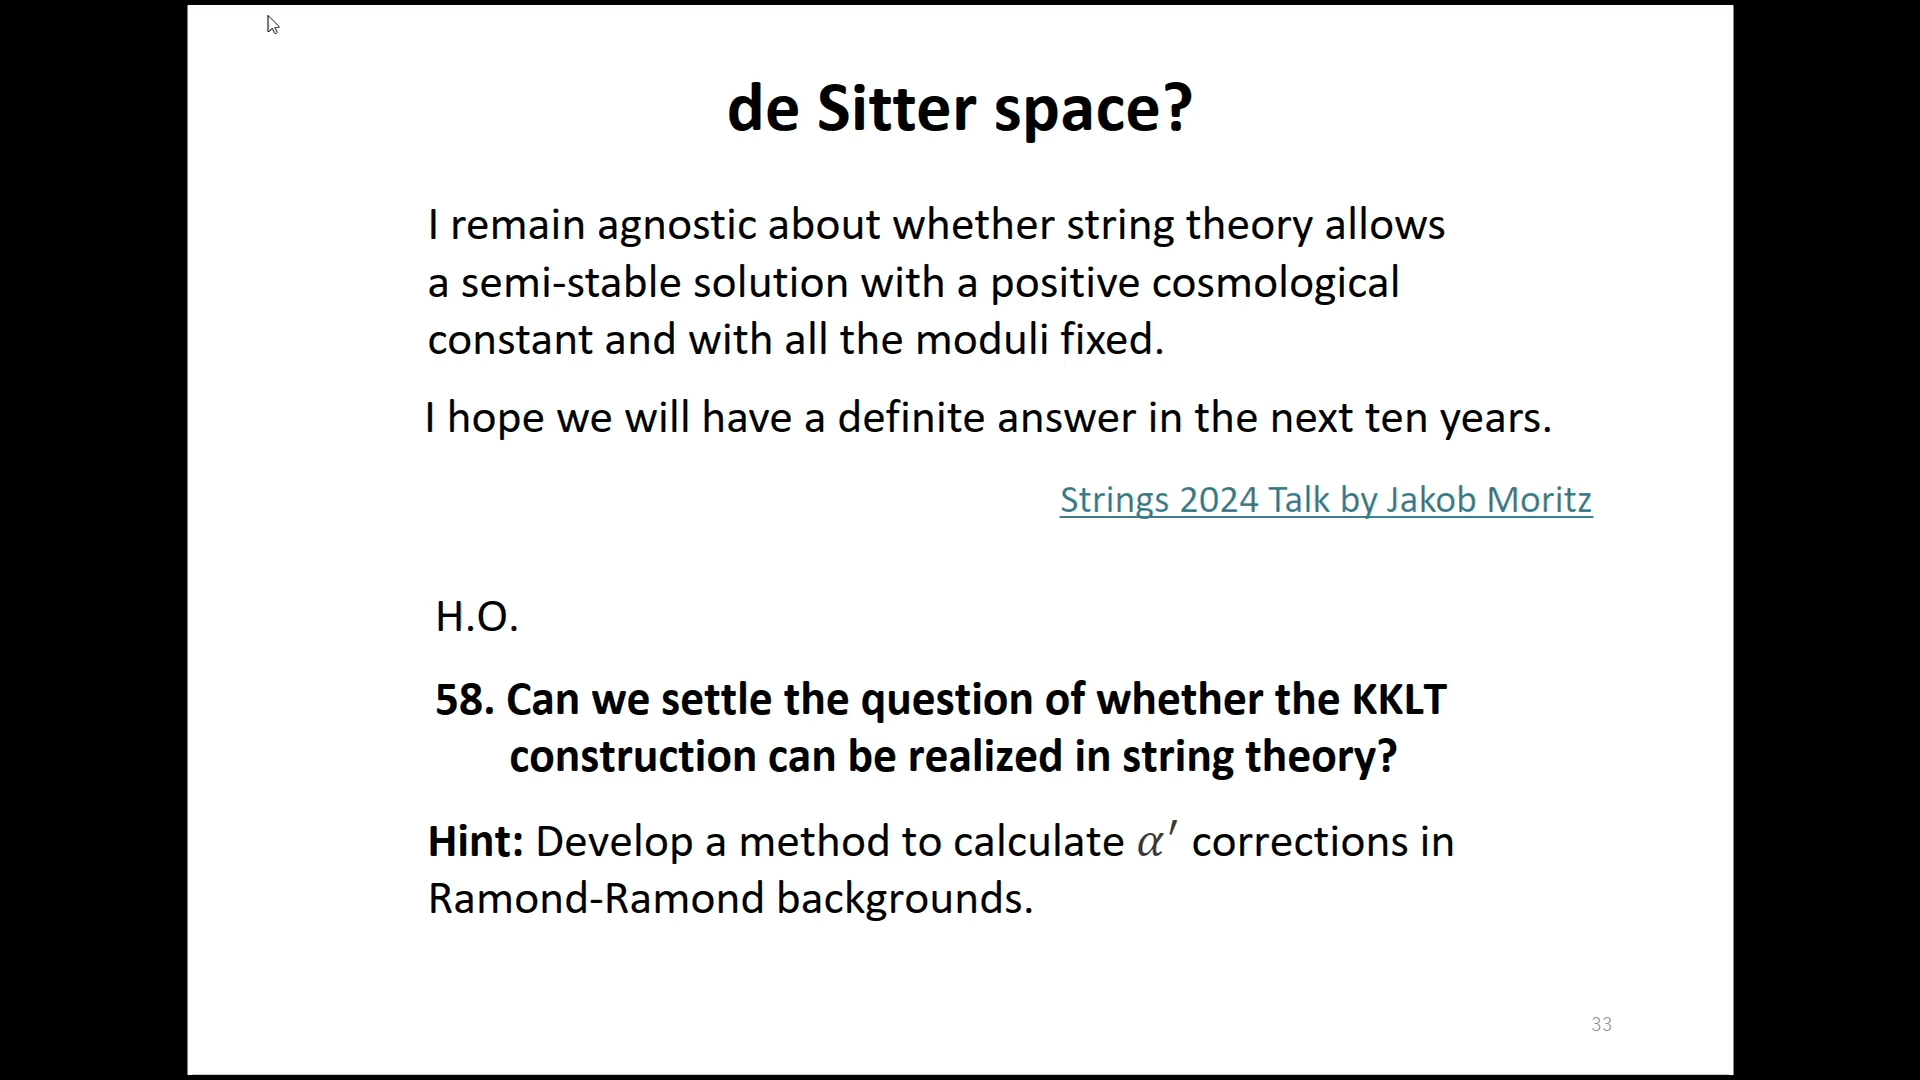 de Sitter space?
I remain agnostic about whether string theory allows
a semi-stable solution with a positive cosmological
constant and with all the moduli fixed.
I hope we will have a definite answer in the next ten years.
Strings 2024 Talk by Jakob Moritz
H.O.
58. Can we settle the question of whether the KKLT
construction can be realized in string theory?
Hint: Develop a method to calculate α′ corrections in
Ramond-Ramond backgrounds.
33